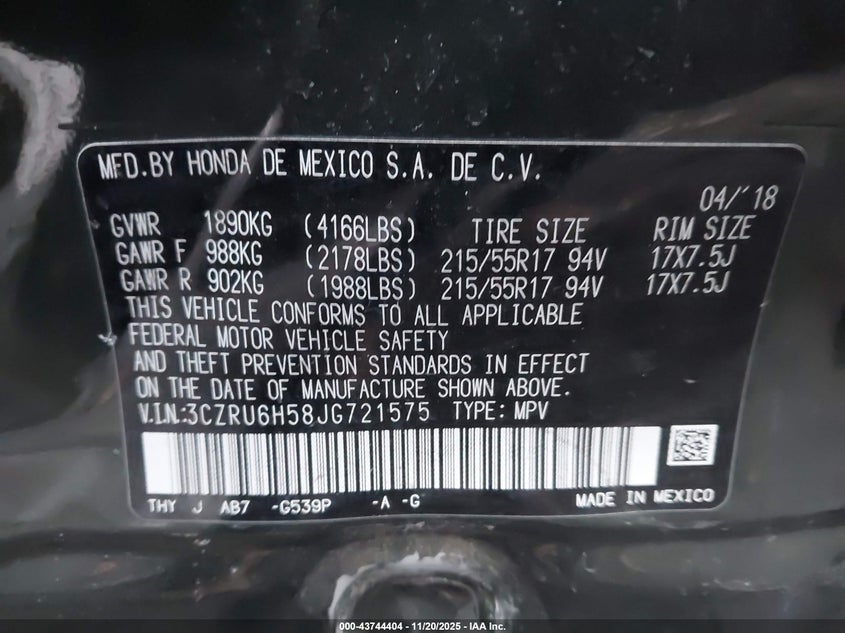 MFD.BY HONDA DE MEXICO S.A. DE C.V.
04/'18
GVWR 1890KG (4166LBS) TIRE SIZE RIM SIZE
GAWR F 988KG (2178LBS) 215/55R17 94V 17X7.5J
GAWR R 902KG (1988LBS) 215/55R17 94V 17X7.5J
THIS VEHICLE CONFORMS TO ALL APPLICABLE
FEDERAL MOTOR VEHICLE SAFETY
AND THEFT PREVENTION STANDARDS IN EFFECT
ON THE DATE OF MANUFACTURE SHOWN ABOVE.
V.I.N.:3CZRU6H58JG721575 TYPE: MPV
THY J AB7 -G539P -A -G MADE IN MEXICO
000-43744404 - 11/20/2025 - IAA Inc.